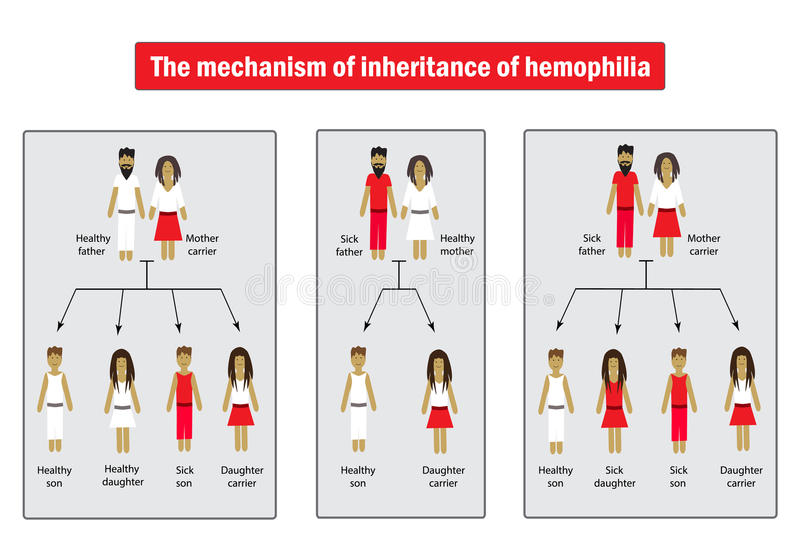 The mechanism of inheritance of hemophilia
Healthy
father
Mother
carrier
Healthy
son
Healthy
daughter
Sick
son
Daughter
carrier
Sick
father
Healthy
mother
Healthy
son
Daughter
carrier
Sick
father
Mother
carrier
Healthy
son
Sick
daughter
Sick
son
Daughter
carrier
dreamstime.com